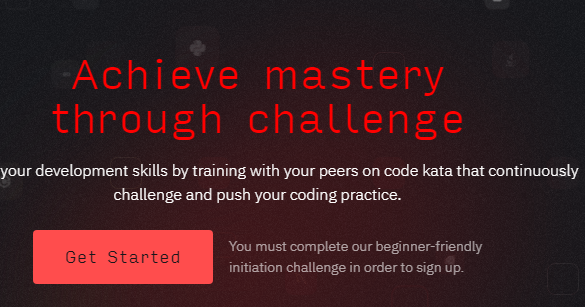 Achieve mastery
through challenge
your development skills by training with your peers on code kata that continuously
challenge and push your coding practice.
Get Started
You must complete our beginner-friendly
initiation challenge in order to sign up.